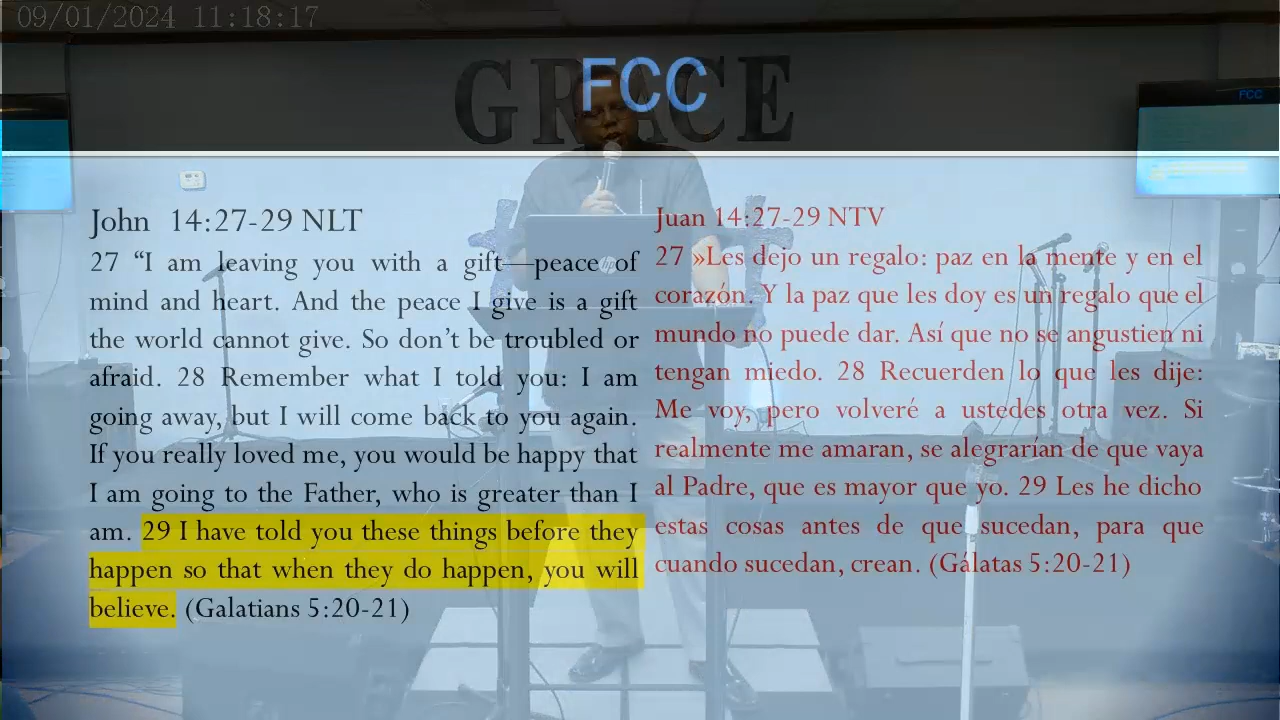 09/01/2024 11:18:17
GRACE
FCC
FCC
hp
John 14:27-29 NLT
27 “I am leaving you with a gift—peace of
mind and heart. And the peace I give is a gift
the world cannot give. So don’t be troubled or
afraid. 28 Remember what I told you: I am
going away, but I will come back to you again.
If you really loved me, you would be happy that
I am going to the Father, who is greater than I
am. 29 I have told you these things before they
happen so that when they do happen, you will
believe. (Galatians 5:20-21)
Juan 14:27-29 NTV
27 »Les dejo un regalo: paz en la mente y en el
corazón. Y la paz que les doy es un regalo que el
mundo no puede dar. Así que no se angustien ni
tengan miedo. 28 Recuerden lo que les dije:
Me voy, pero volveré a ustedes otra vez. Si
realmente me amaran, se alegrarían de que vaya
al Padre, que es mayor que yo. 29 Les he dicho
estas cosas antes de que sucedan, para que
cuando sucedan, crean. (Gálatas 5:20-21)